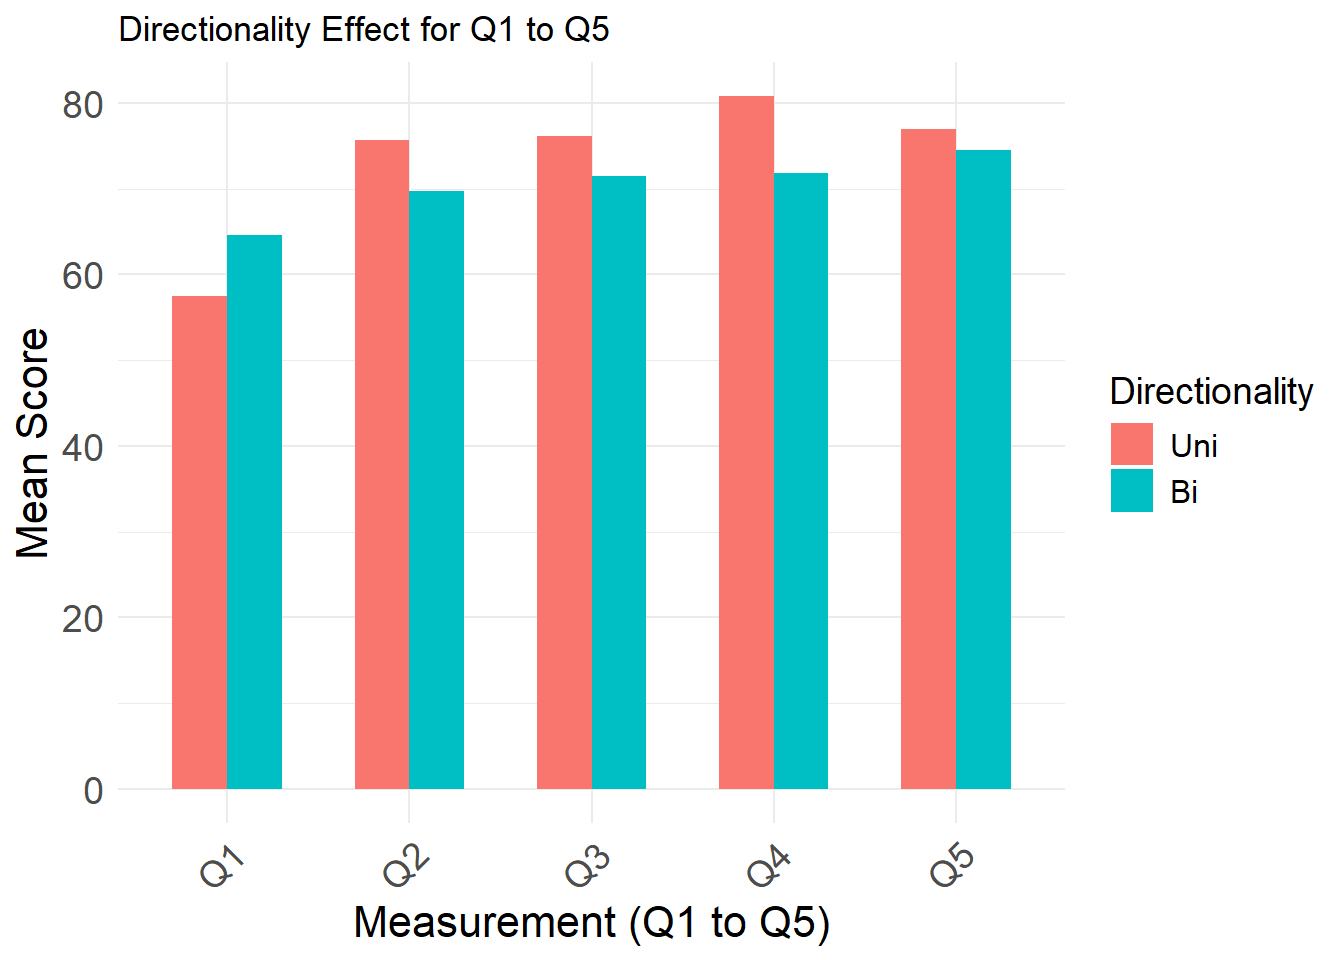 Directionality Effect for Q1 to Q5
80
60
40
20
0
Mean Score
Q1
Q2
Q3
Q4
Q5
Measurement (Q1 to Q5)
Directionality
Uni
Bi